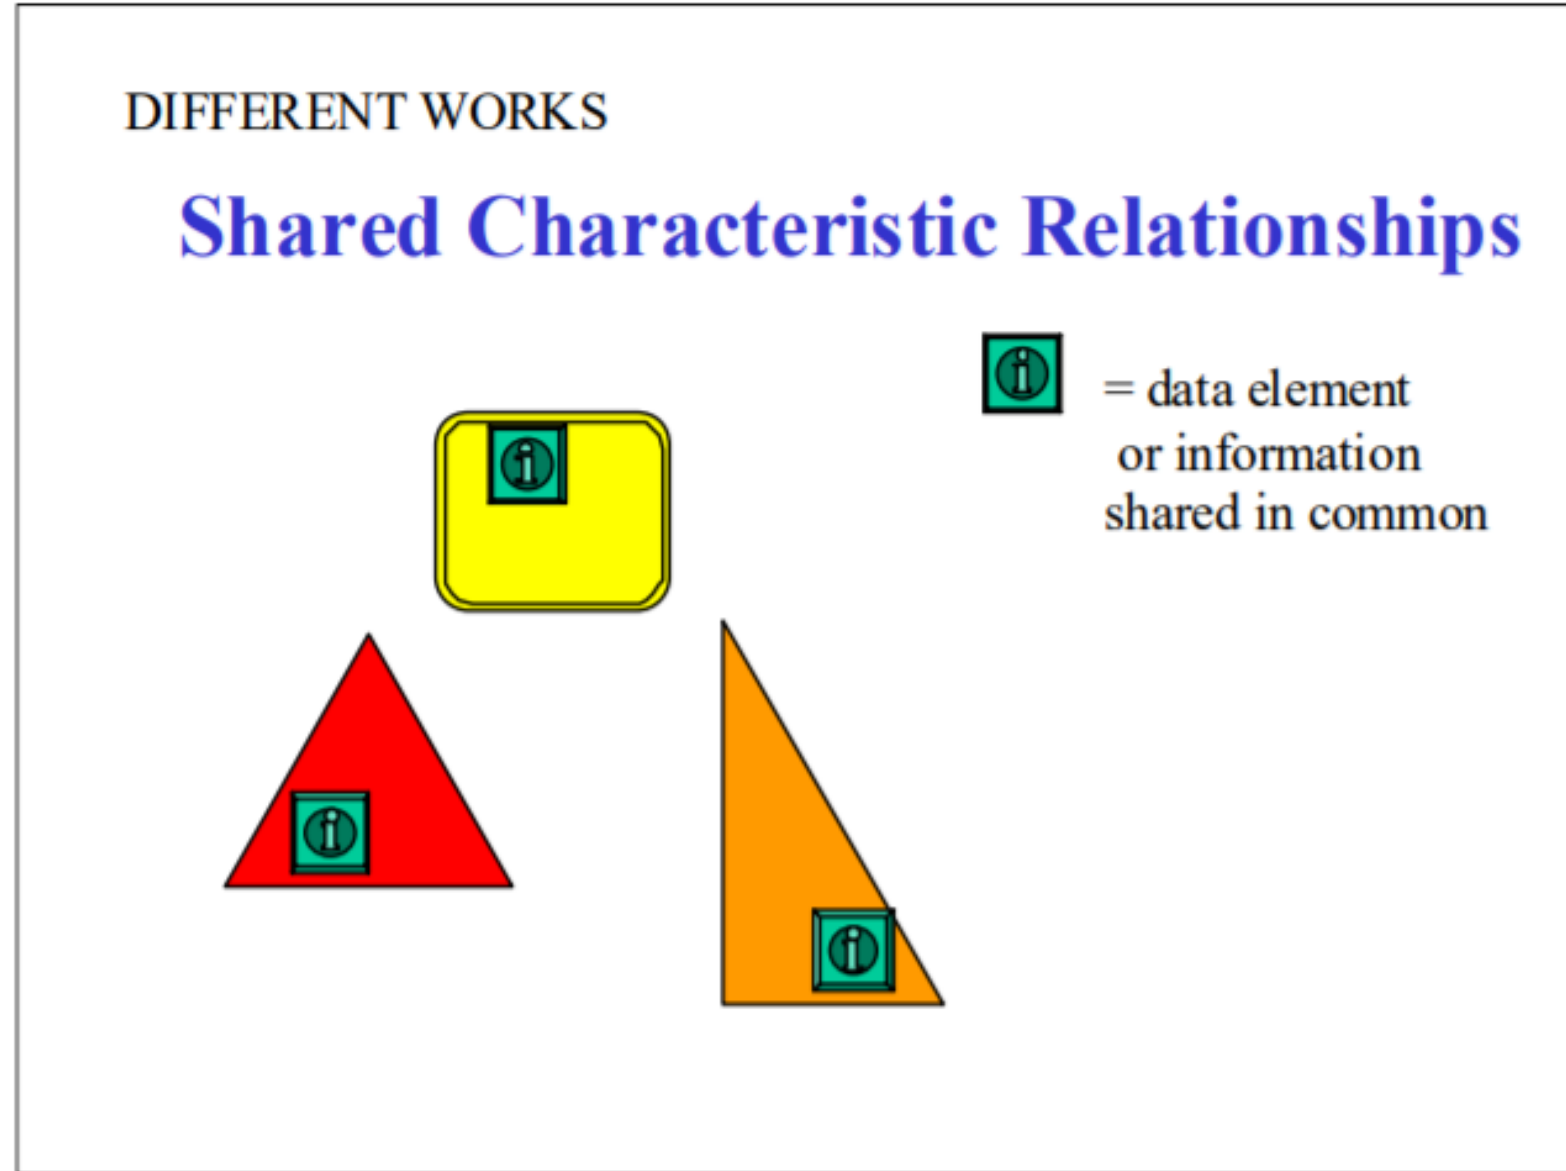 DIFFERENT WORKS
Shared Characteristic Relationships
i
= data element
or information
shared in common
i
i
i